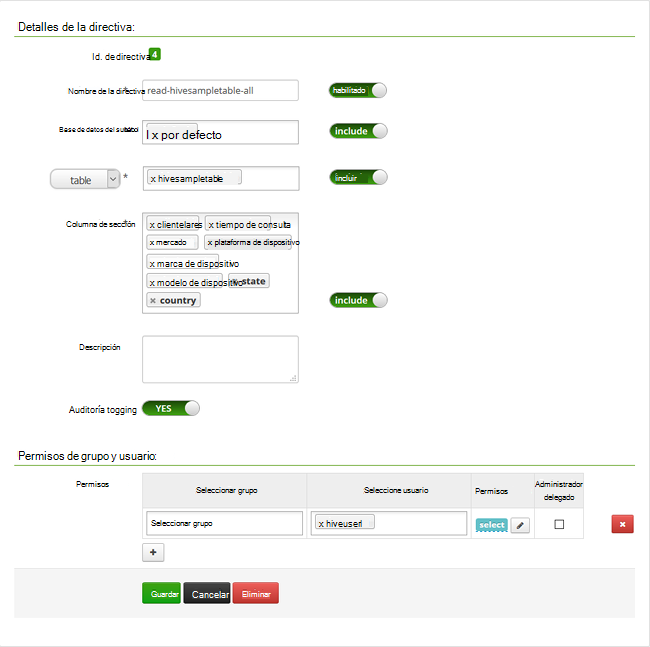 Detalles de la directiva:
Id. de directiva 4
Nombre de la directiva read-hivesampletable-all habilitado
Base de datos del l x por defecto include
table * x hivesampletable incluir
Columna de sección * x clientelares x tiempo de consulta
x mercado x plataforma de dispositivo
x marca de dispositivo
x modelo de dispositivo x state
x country include
Descripción
Auditoría togging YES
Permisos de grupo y usuario:
Permisos Seleccionar grupo Seleccione usuario Permisos Administrador delegado
Seleccionar grupo x hiveuserl select
+
Guardar Cancelar Eliminar